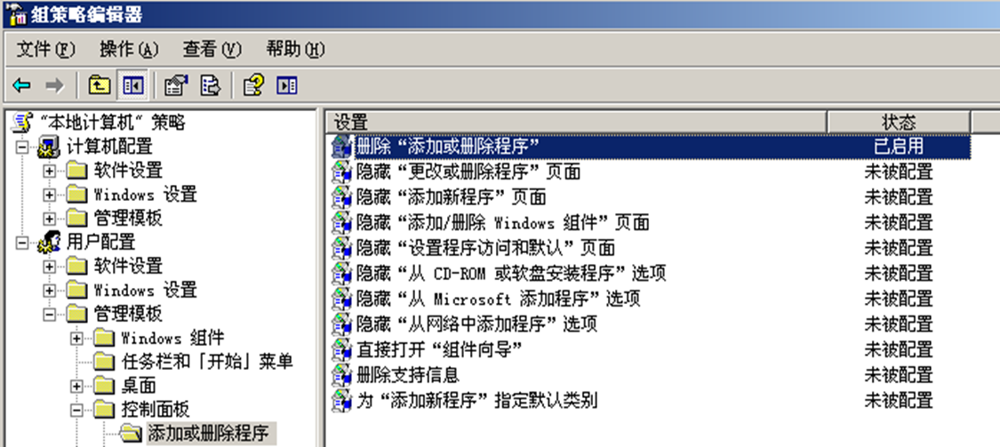 组策略编辑器
文件(F) 操作(A) 查看(V) 帮助(H)
“本地计算机” 策略
计算机配置
软件设置
Windows 设置
管理模板
用户配置
软件设置
Windows 设置
管理模板
Windows 组件
任务栏和「开始」菜单
桌面
控制面板
添加或删除程序
设置 状态
删除“添加或删除程序” 已启用
隐藏“更改或删除程序”页面 未被配置
隐藏“添加新程序”页面 未被配置
隐藏“添加/删除 Windows 组件”页面 未被配置
隐藏“设置程序访问和默认”页面 未被配置
隐藏“从 CD-ROM 或软盘安装程序”选项 未被配置
隐藏“从 Microsoft 添加程序”选项 未被配置
隐藏“从网络中添加程序”选项 未被配置
直接打开“组件向导” 未被配置
删除支持信息 未被配置
为“添加新程序”指定默认类别 未被配置